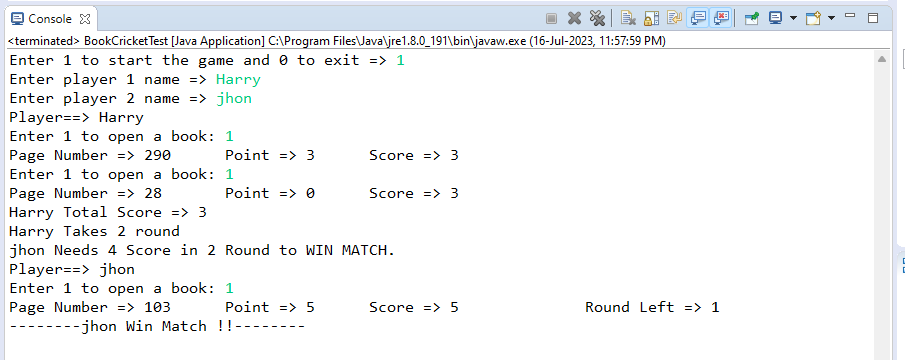 Console
<terminated> BookCricketTest [Java Application] C:\Program Files\Java\jre1.8.0_191\bin\javaw.exe (16-Jul-2023, 11:57:59 PM)
Enter 1 to start the game and 0 to exit => 1
Enter player 1 name => Harry
Enter player 2 name => jhon
Player==> Harry
Enter 1 to open a book: 1
Page Number => 290      Point => 3      Score => 3
Enter 1 to open a book: 1
Page Number => 28       Point => 0      Score => 3
Harry Total Score => 3
Harry Takes 2 round
jhon Needs 4 Score in 2 Round to WIN MATCH.
Player==> jhon
Enter 1 to open a book: 1
Page Number => 103      Point => 5      Score => 5              Round Left => 1
--------jhon Win Match !!--------